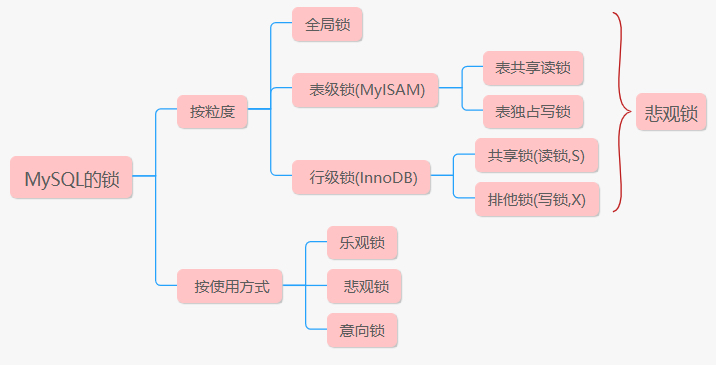 MySQL的锁
按粒度
全局锁
表级锁(MyISAM)
表共享读锁
表独占写锁
行级锁(InnoDB)
共享锁(读锁,S)
排他锁(写锁,X)
悲观锁
按使用方式
乐观锁
悲观锁
意向锁